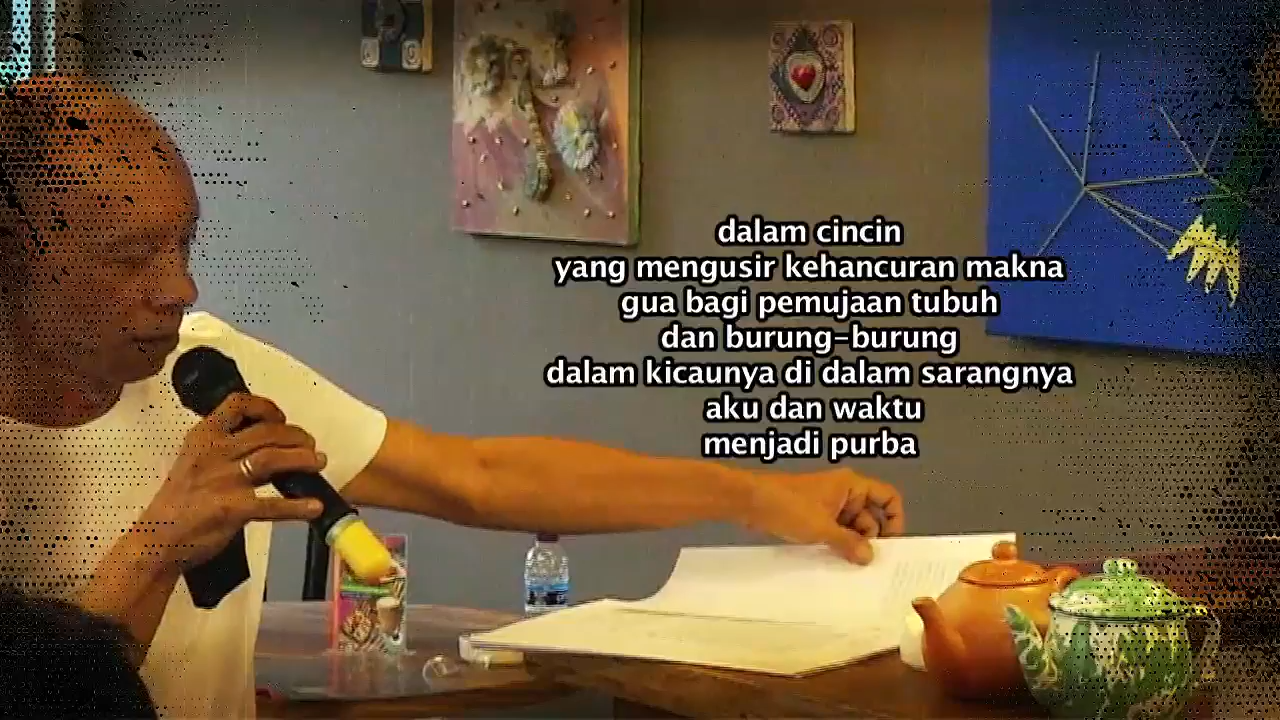 dalam cincin
yang mengusir kehancuran makna
gua bagi pemujaan tubuh
dan burung-burung
dalam kicaunya di dalam sarangnya
aku dan waktu
menjadi purba